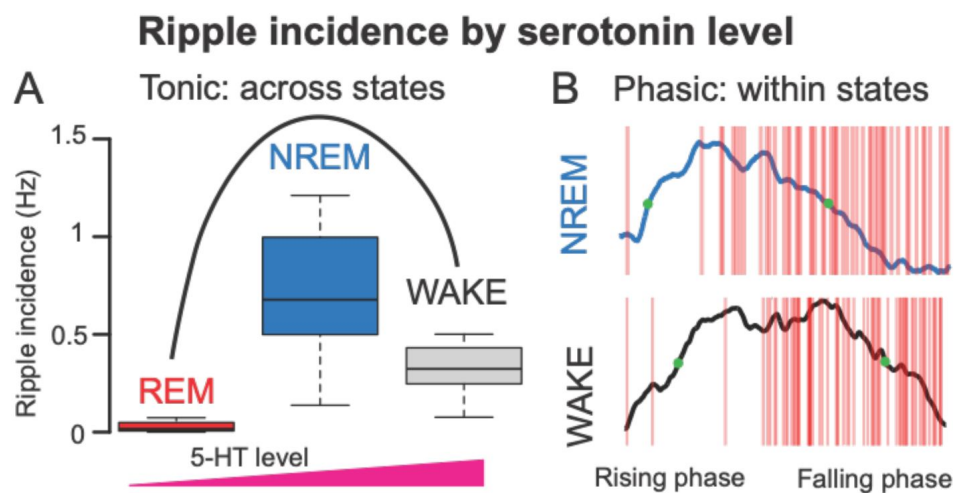 Ripple incidence by serotonin level
A
Tonic: across states
Ripple incidence (Hz)
1.5
1
0.5
0
NREM
WAKE
REM
5-HT level
B
Phasic: within states
NREM
WAKE
Rising phase
Falling phase